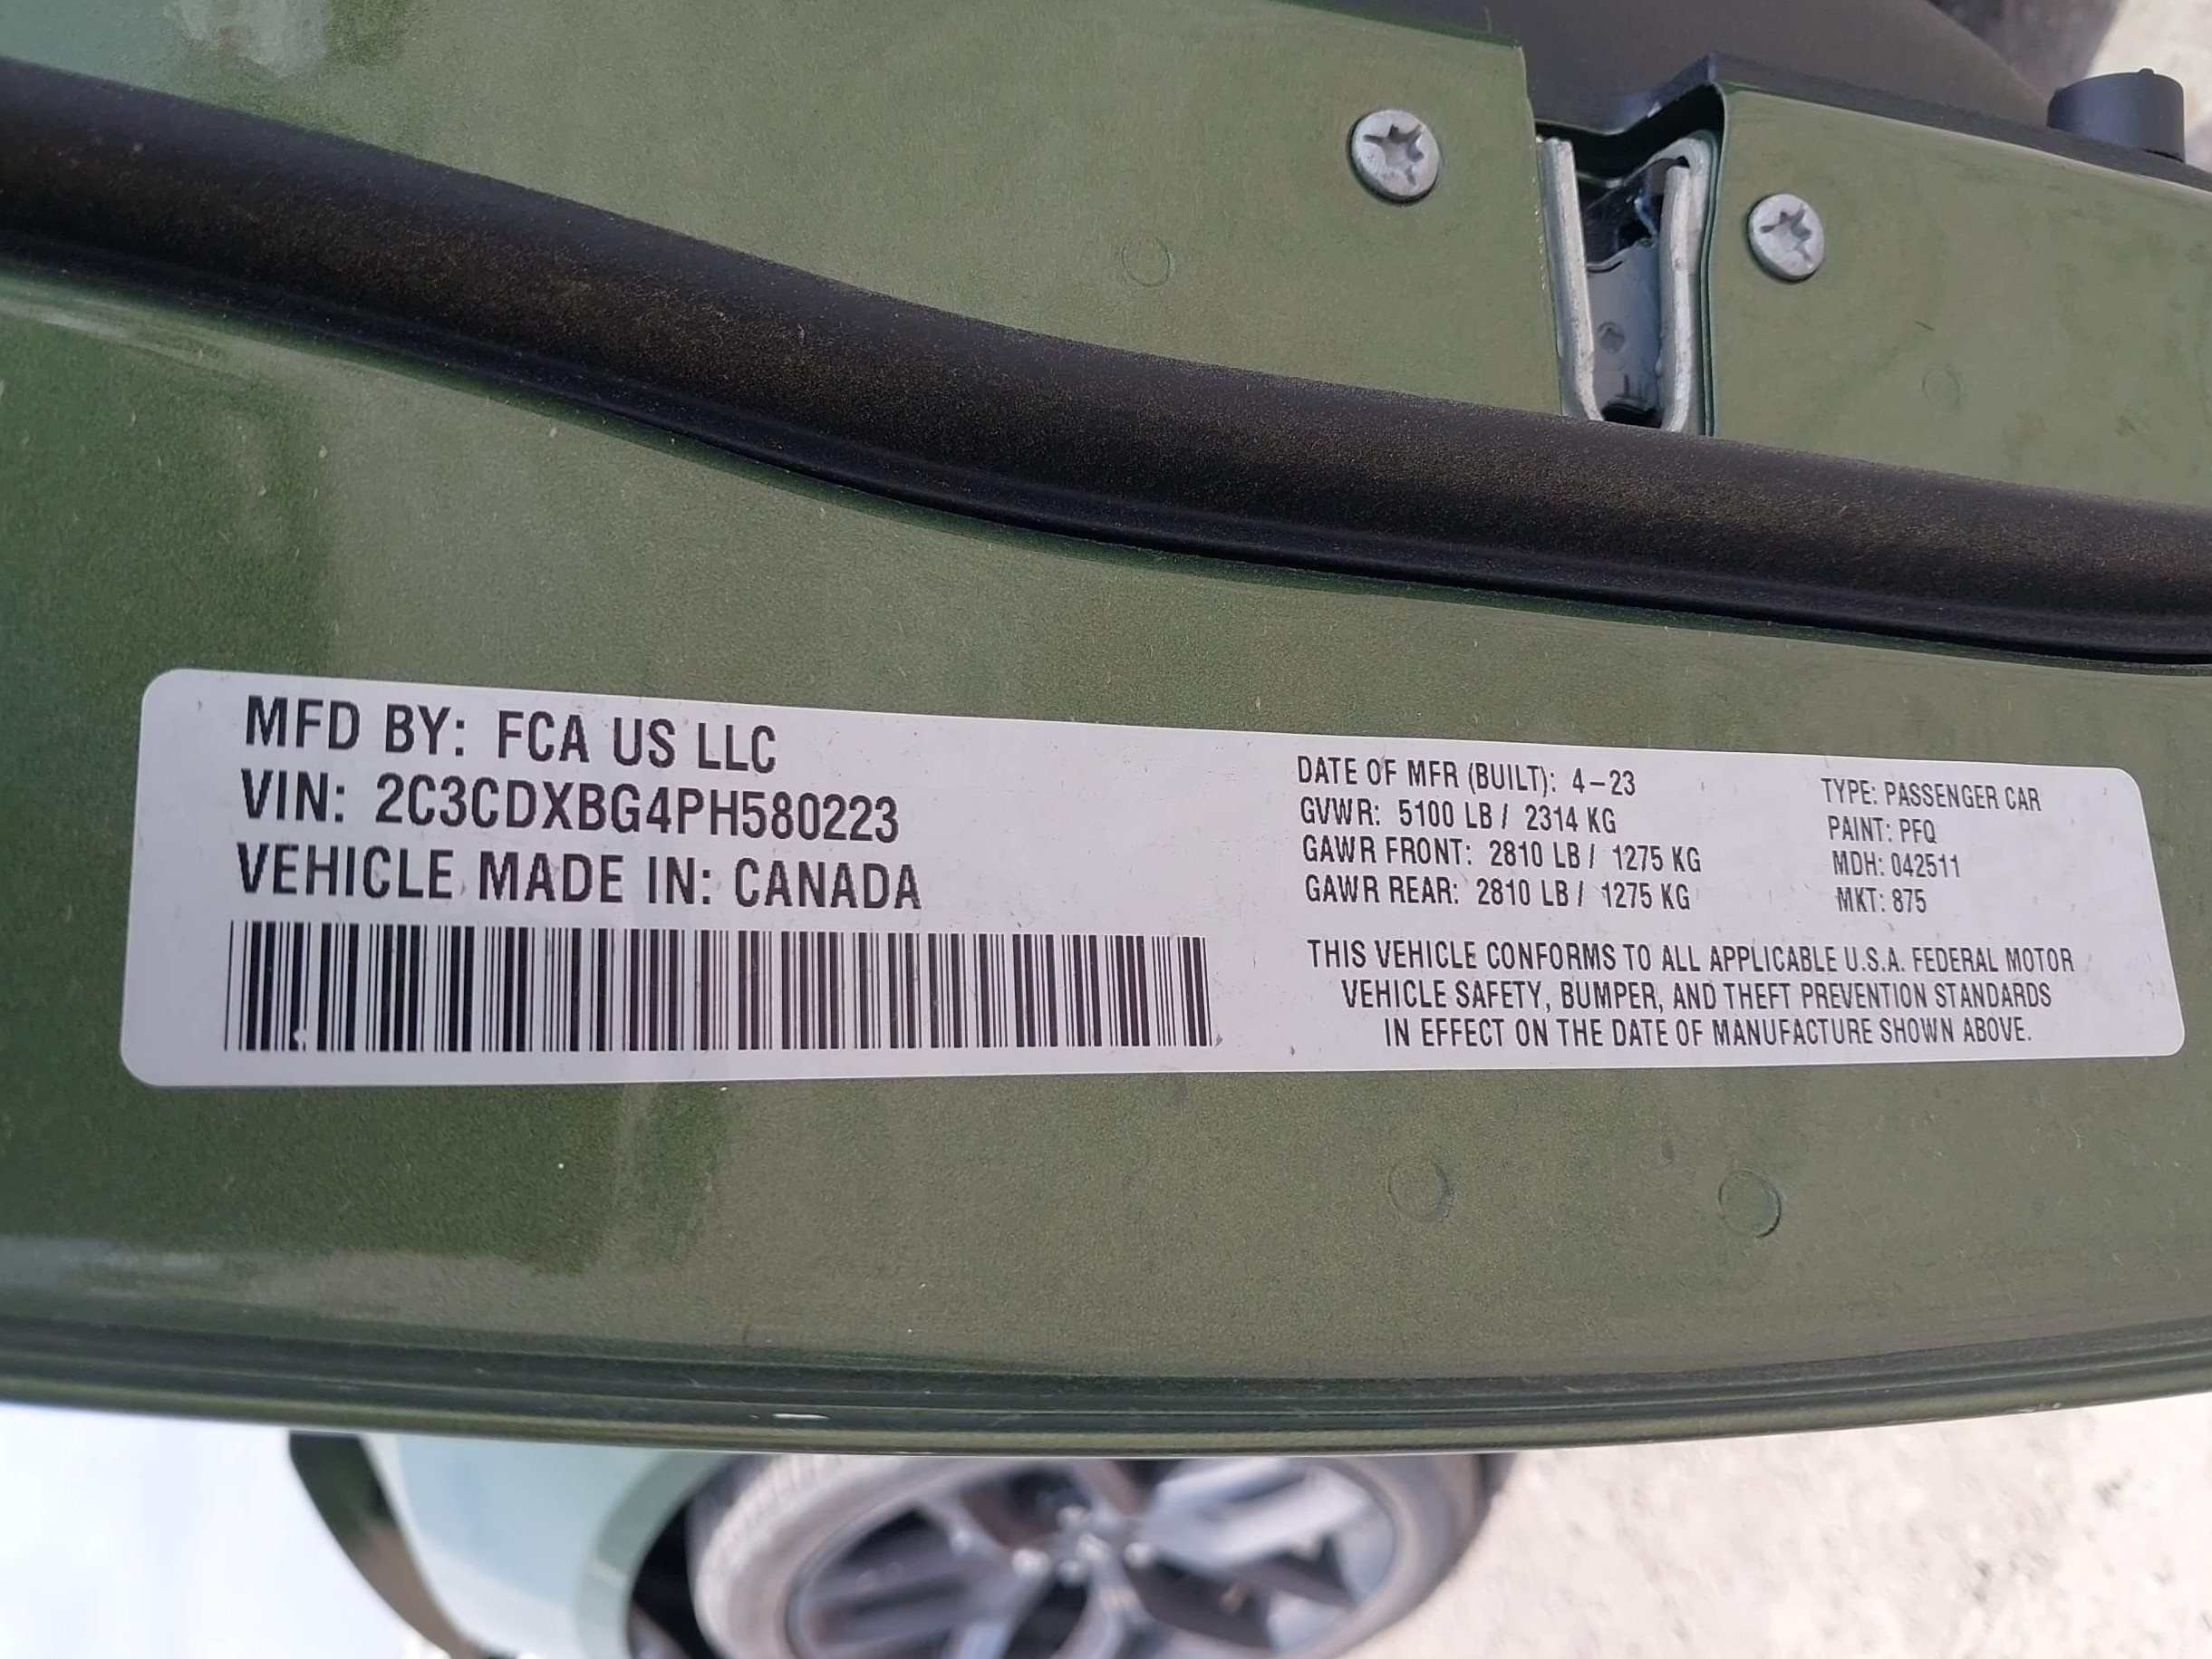 MFD BY: FCA US LLC
VIN: 2C3CDXBG4PH580223
VEHICLE MADE IN: CANADA
DATE OF MFR (BUILT): 4-23
GVWR: 5100 LB / 2314 KG
GAWR FRONT: 2810 LB / 1275 KG
GAWR REAR: 2810 LB / 1275 KG
TYPE: PASSENGER CAR
PAINT: PFQ
MDH: 042511
MKT: 875
THIS VEHICLE CONFORMS TO ALL APPLICABLE U.S.A. FEDERAL MOTOR
VEHICLE SAFETY, BUMPER, AND THEFT PREVENTION STANDARDS
IN EFFECT ON THE DATE OF MANUFACTURE SHOWN ABOVE.